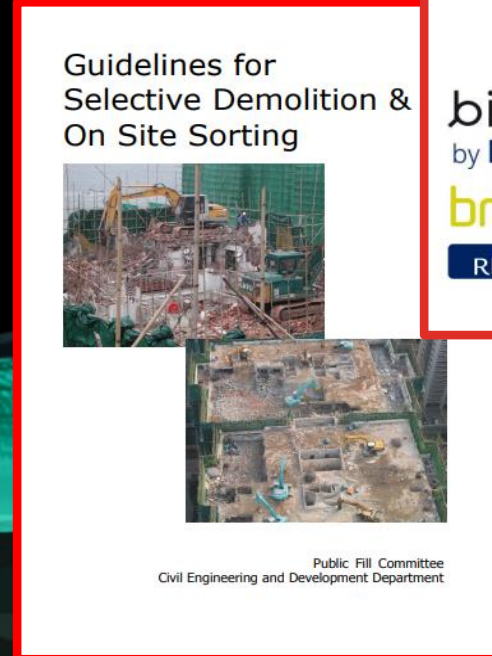 Guidelines for
Selective Demolition &
On Site Sorting
by
Public Fill Committee
Civil Engineering and Development Department